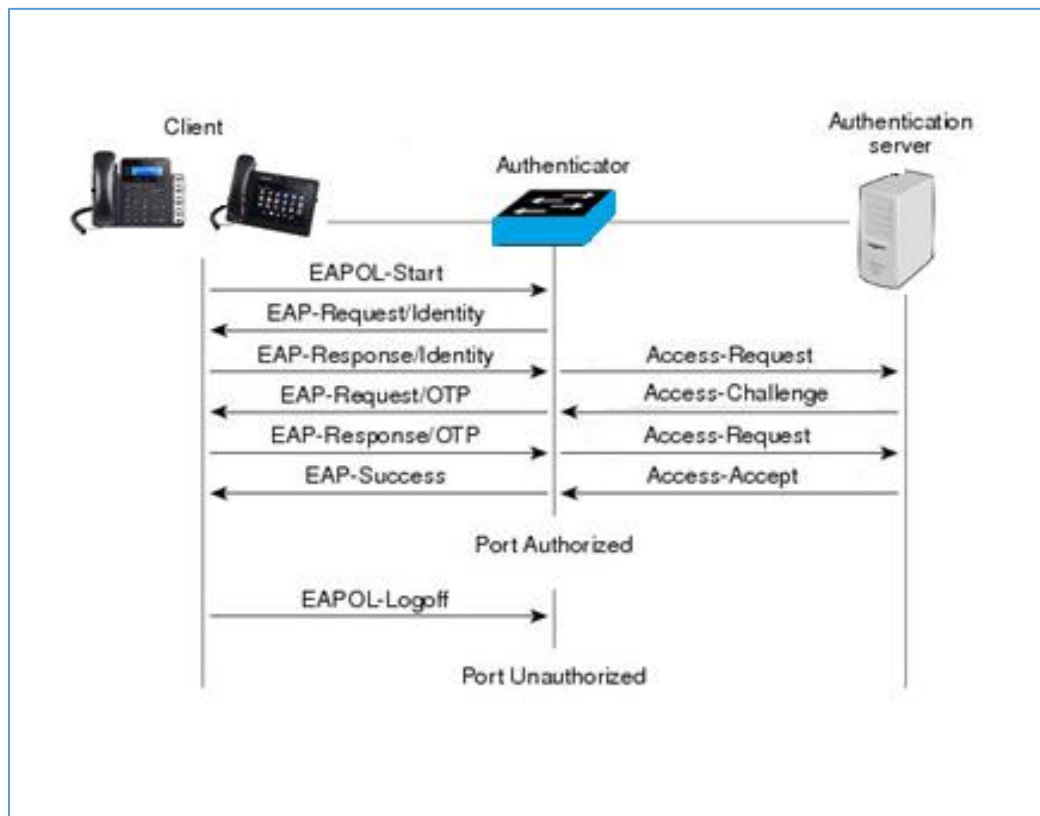 Client
Authentication
server
Authenticator
EAPOL-Start
EAP-Request/Identity
EAP-Response/Identity
Access-Request
EAP-Request/OTP
Access-Challenge
EAP-Response/OTP
Access-Request
EAP-Success
Access-Accept
Port Authorized
EAPOL-Logoff
Port Unauthorized